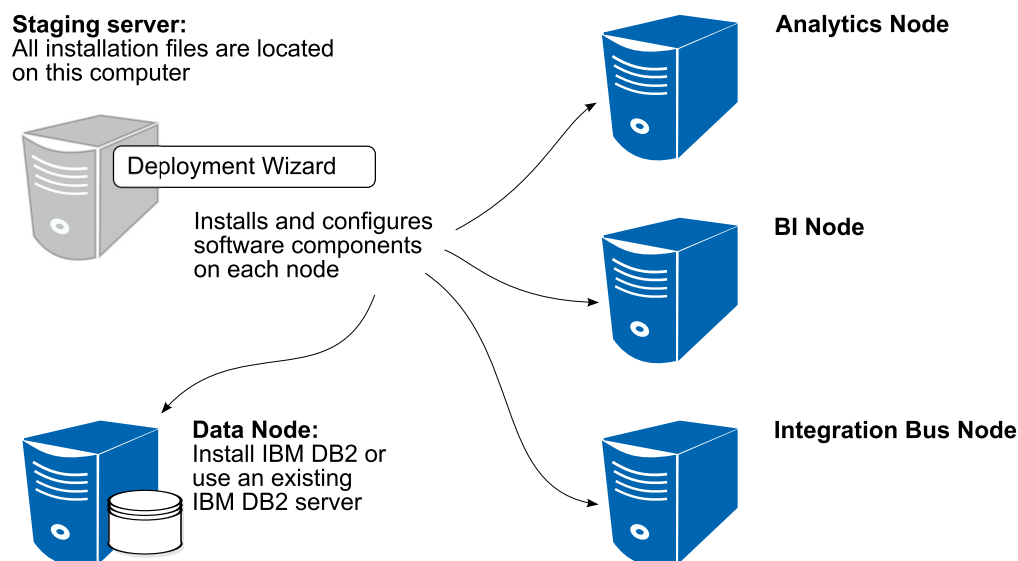 Staging server:
All installation files are located
on this computer
Deployment Wizard
Installs and configures
software components
on each node
Data Node:
Install IBM DB2 or
use an existing
IBM DB2 server
Analytics Node
BI Node
Integration Bus Node